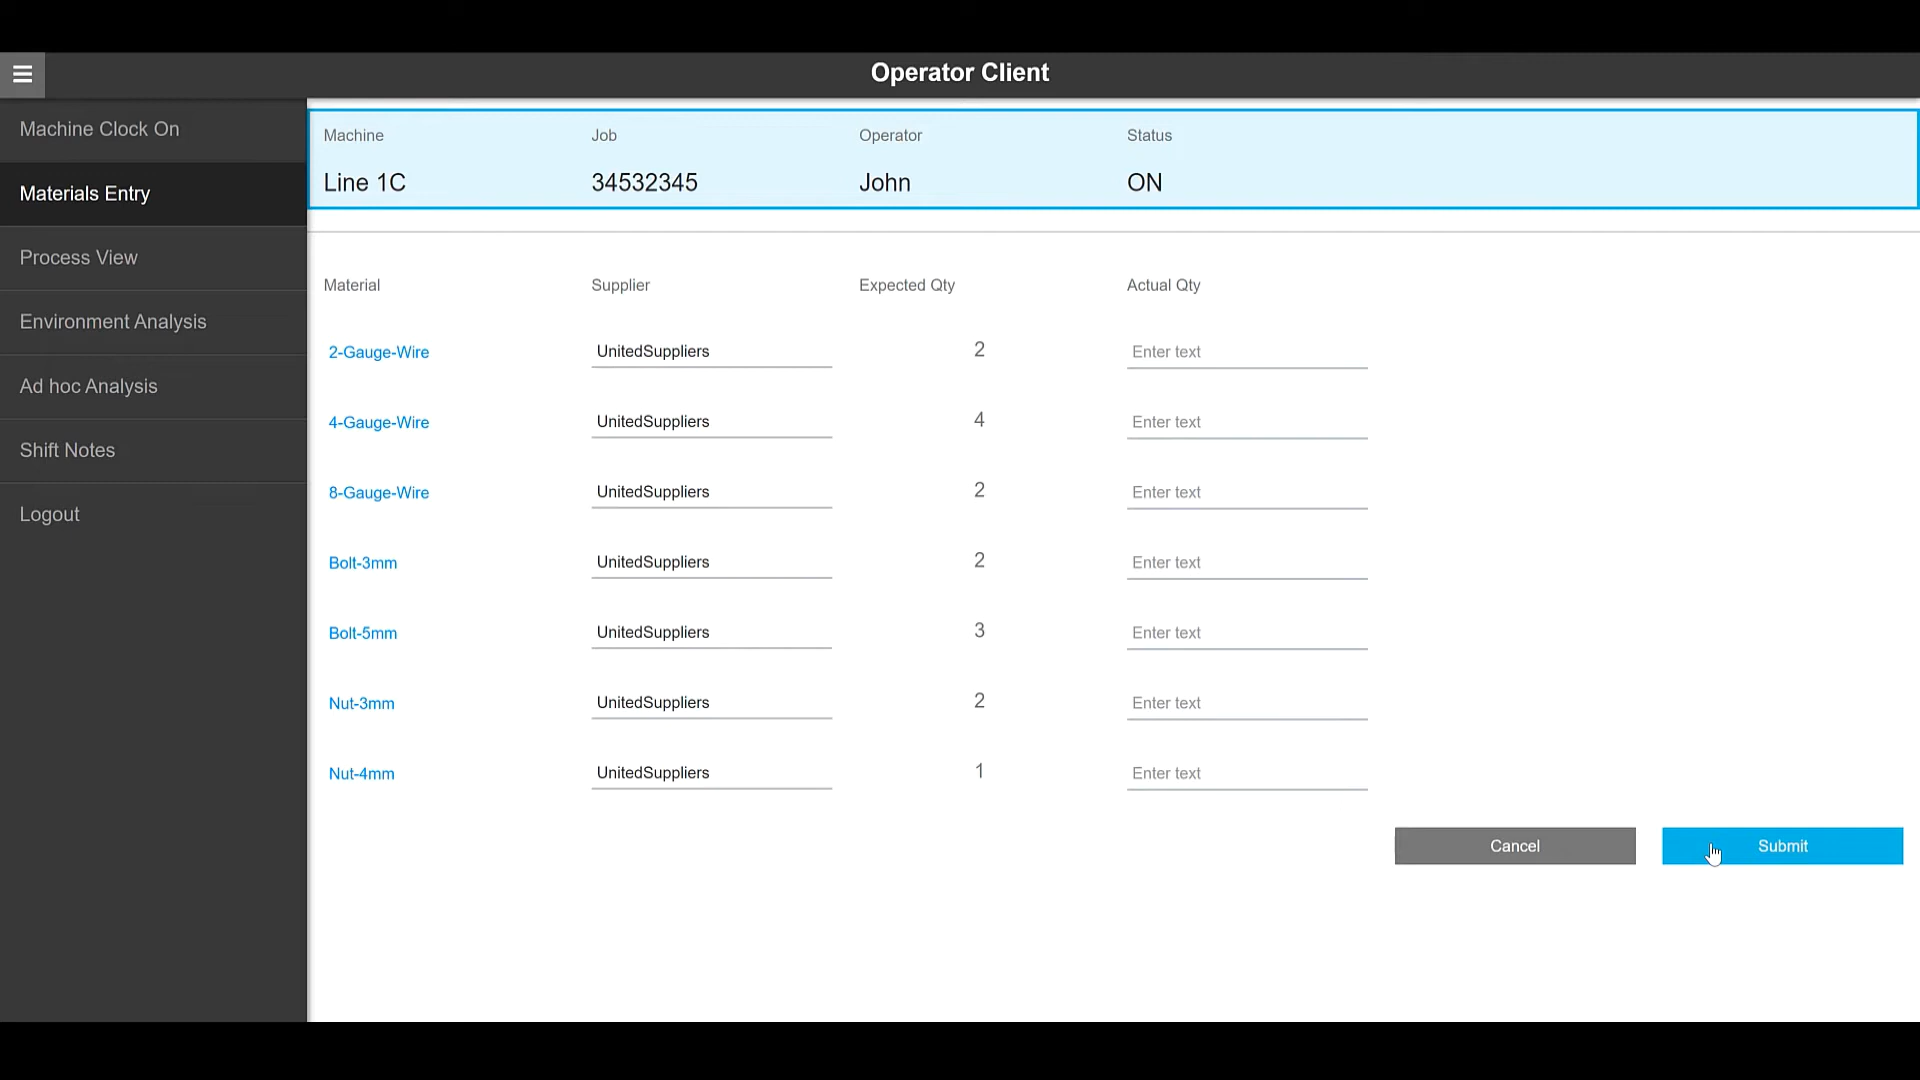 Operator Client
Machine Clock On
Materials Entry
Process View
Environment Analysis
Ad hoc Analysis
Shift Notes
Logout
Machine Job Operator Status
Line 1C 34532345 John ON
Material Supplier Expected Qty Actual Qty
2-Gauge-Wire UnitedSuppliers 2 Enter text
4-Gauge-Wire UnitedSuppliers 4 Enter text
8-Gauge-Wire UnitedSuppliers 2 Enter text
Bolt-3mm UnitedSuppliers 2 Enter text
Bolt-5mm UnitedSuppliers 3 Enter text
Nut-3mm UnitedSuppliers 2 Enter text
Nut-4mm UnitedSuppliers 1 Enter text
Cancel Submit